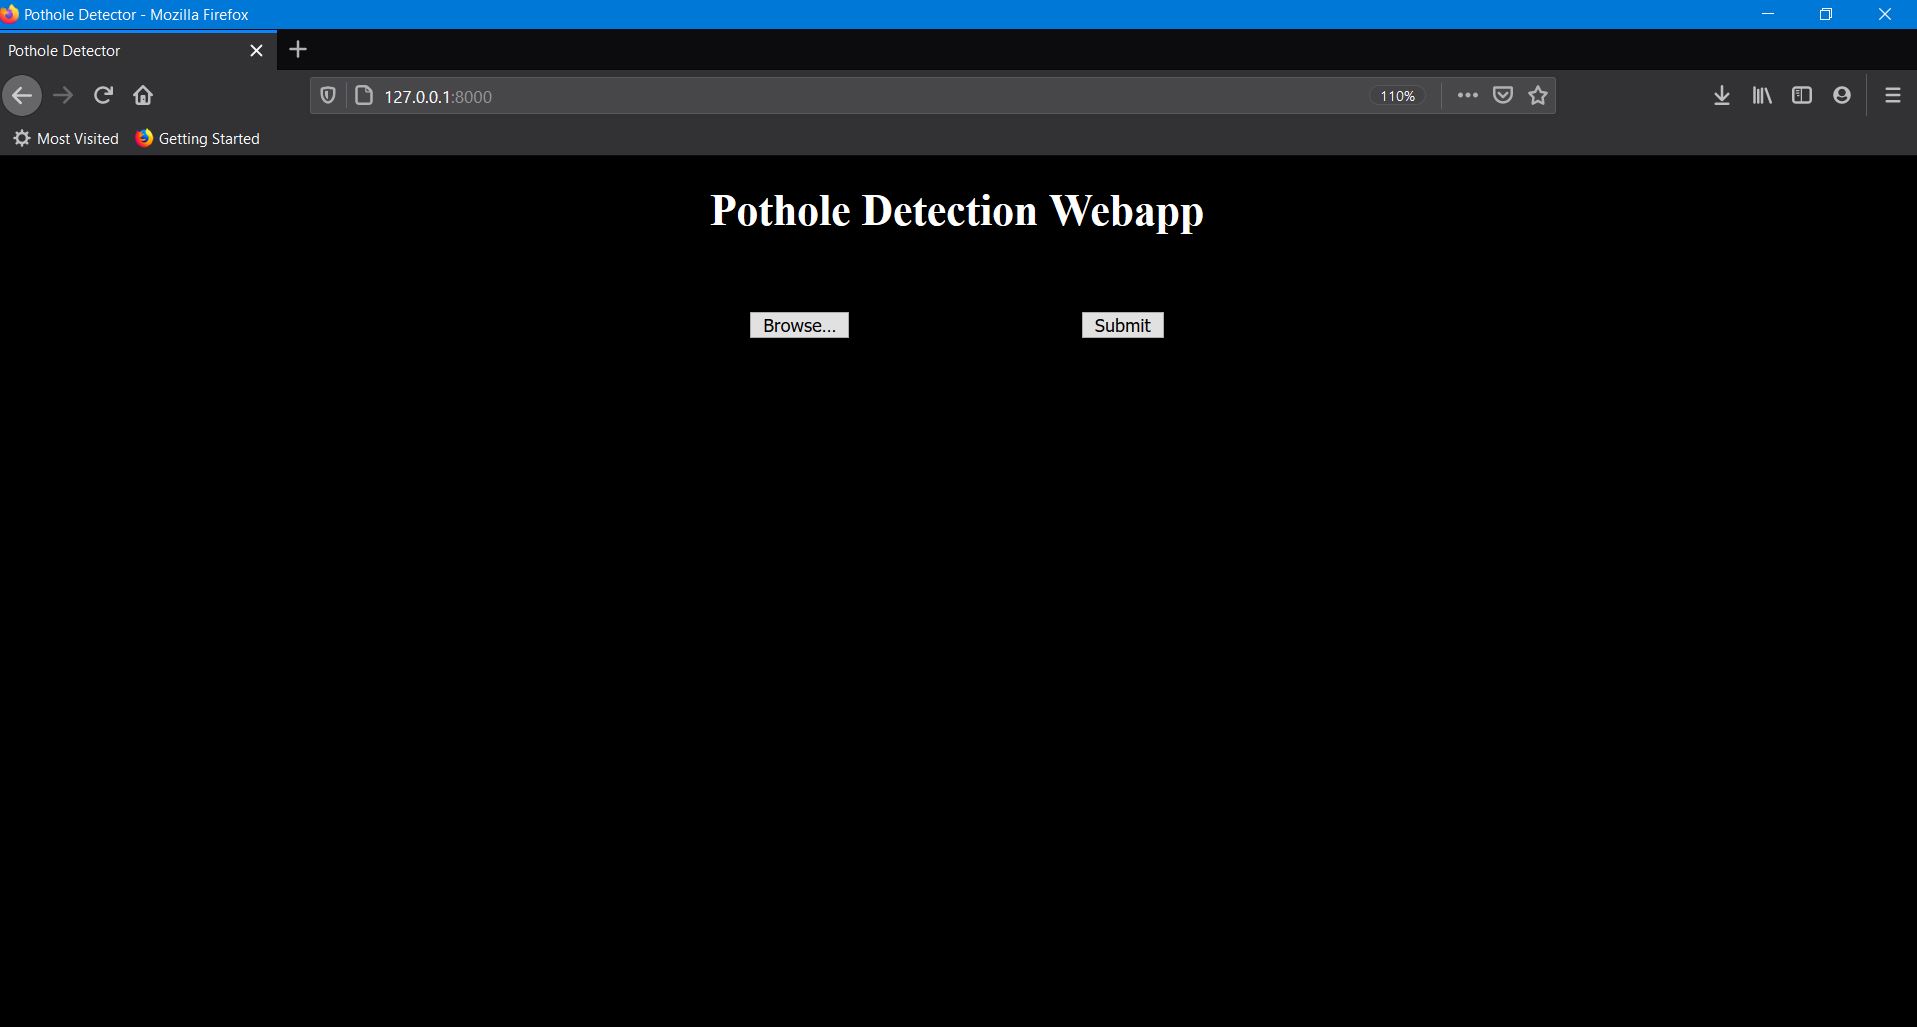 Pothole Detector - Mozilla Firefox
Pothole Detector
127.0.0.1:8000
110%
Most Visited
Getting Started
Pothole Detection Webapp
Browse...
Submit